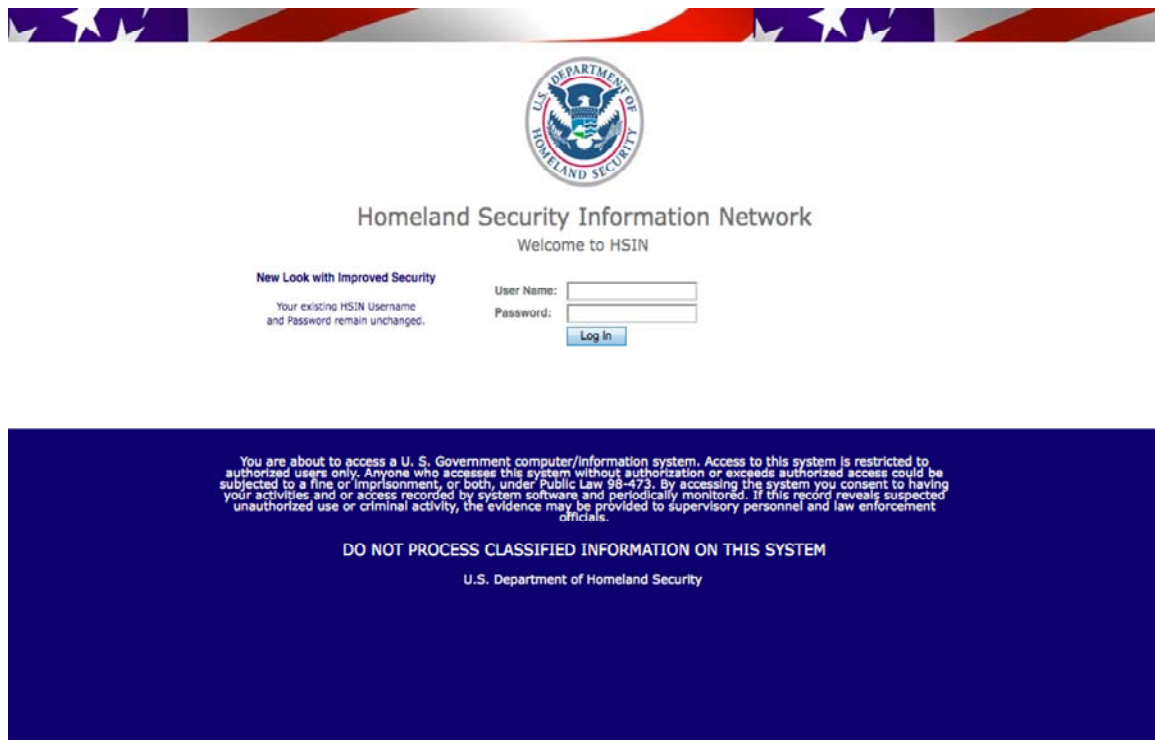 U.S. DEPARTMENT OF HOMELAND SECURITY
Homeland Security Information Network
Welcome to HSIN
New Look with Improved Security
Your existing HSIN Username
and Password remain unchanged.
User Name:
Password:
Log In
You are about to access a U. S. Government computer/information system. Access to this system is restricted to
authorized users only. Anyone who accesses this system without authorization or exceeds authorized access could be
subjected to a fine or imprisonment, or both, under Public Law 98-473. By accessing the system you consent to having
your activities and or access recorded by system software and periodically monitored. If this record reveals suspected
unauthorized use or criminal activity, the evidence may be provided to supervisory personnel and law enforcement
officials.
DO NOT PROCESS CLASSIFIED INFORMATION ON THIS SYSTEM
U.S. Department of Homeland Security